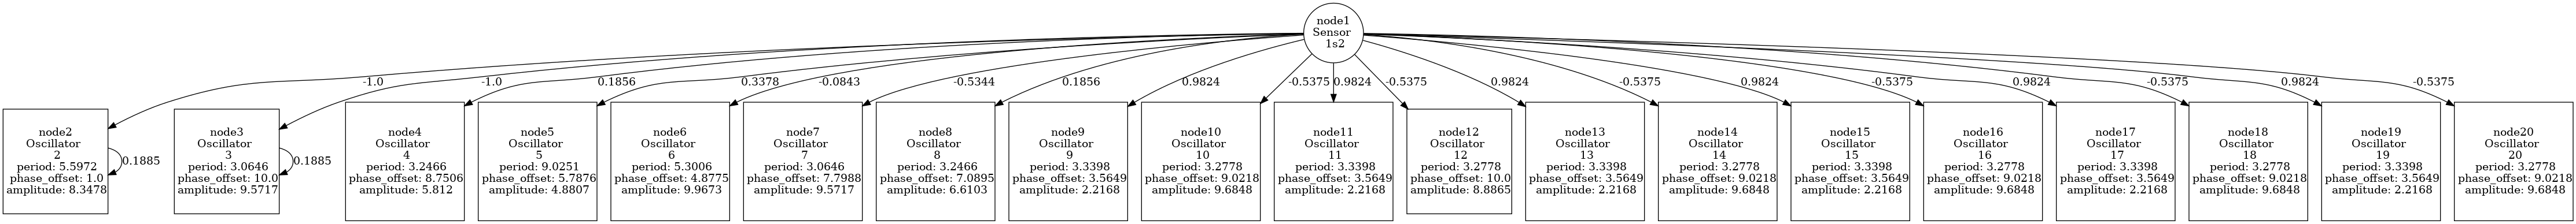 node1
Sensor
1s2
-1.0
-1.0
0.1856
0.3378
-0.0843
-0.5344
0.1856
0.9824
-0.5375
0.9824
-0.5375
0.9824
-0.5375
0.9824
-0.5375
0.9824
-0.5375
0.9824
-0.5375
node2
Oscillator
2
period: 5.5972
phase_offset: 1.0
amplitude: 8.3478
0.1885
node3
Oscillator
3
period: 3.0646
phase_offset: 10.0
amplitude: 9.5717
0.1885
node4
Oscillator
4
period: 3.2466
phase_offset: 8.7506
amplitude: 5.812
node5
Oscillator
5
period: 9.0251
phase_offset: 5.7876
amplitude: 4.8807
node6
Oscillator
6
period: 5.3006
phase_offset: 4.8775
amplitude: 9.9673
node7
Oscillator
7
period: 3.0646
phase_offset: 7.7988
amplitude: 9.5717
node8
Oscillator
8
period: 3.2466
phase_offset: 7.0895
amplitude: 6.6103
node9
Oscillator
9
period: 3.3398
phase_offset: 3.5649
amplitude: 2.2168
node10
Oscillator
10
period: 3.2778
phase_offset: 9.0218
amplitude: 9.6848
node11
Oscillator
11
period: 3.3398
phase_offset: 3.5649
amplitude: 2.2168
node12
Oscillator
12
period: 3.2778
phase_offset: 10.0
amplitude: 8.8865
node13
Oscillator
13
period: 3.3398
phase_offset: 3.5649
amplitude: 2.2168
node14
Oscillator
14
period: 3.2778
phase_offset: 9.0218
amplitude: 9.6848
node15
Oscillator
15
period: 3.3398
phase_offset: 3.5649
amplitude: 2.2168
node16
Oscillator
16
period: 3.2778
phase_offset: 9.0218
amplitude: 9.6848
node17
Oscillator
17
period: 3.3398
phase_offset: 3.5649
amplitude: 2.2168
node18
Oscillator
18
period: 3.2778
phase_offset: 9.0218
amplitude: 9.6848
node19
Oscillator
19
period: 3.3398
phase_offset: 3.5649
amplitude: 2.2168
node20
Oscillator
20
period: 3.2778
phase_offset: 9.0218
amplitude: 9.6848